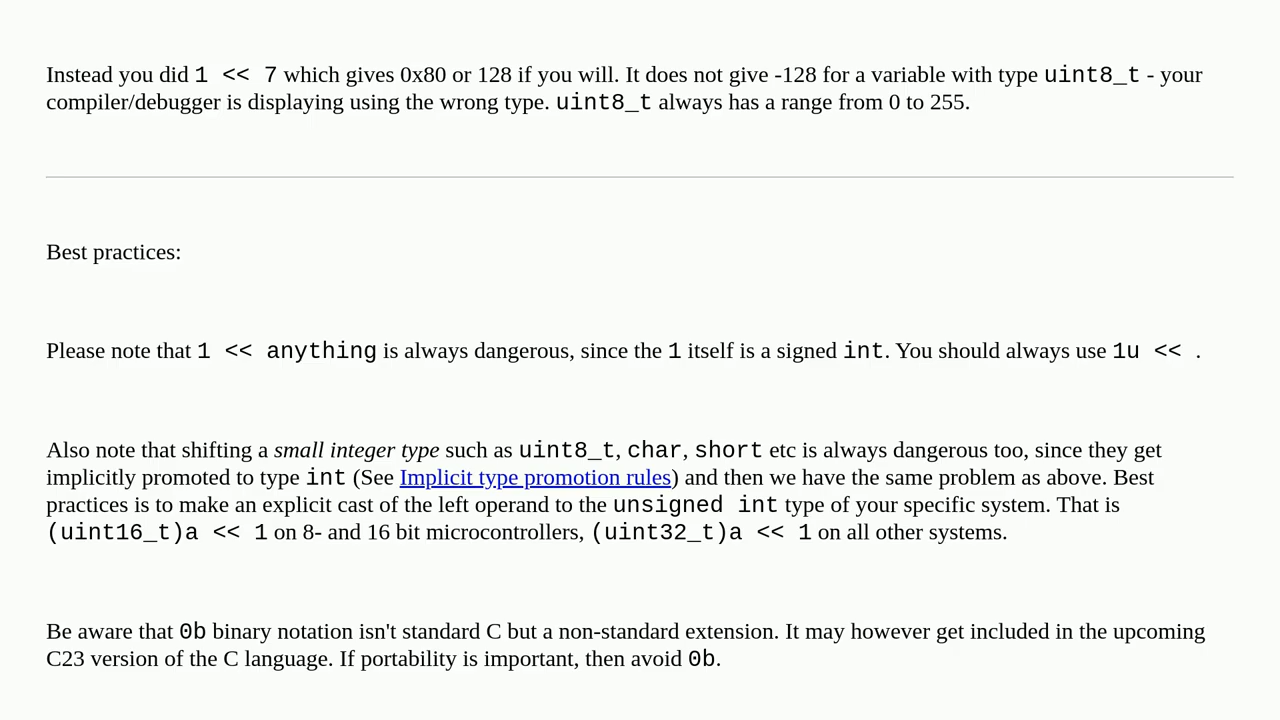 Instead you did 1 << 7 which gives 0x80 or 128 if you will. It does not give -128 for a variable with type uint8_t - your
compiler/debugger is displaying using the wrong type. uint8_t always has a range from 0 to 255.
Best practices:
Please note that 1 << anything is always dangerous, since the 1 itself is a signed int. You should always use 1u << .
Also note that shifting a small integer type such as uint8_t, char, short etc is always dangerous too, since they get
implicitly promoted to type int (See Implicit type promotion rules) and then we have the same problem as above. Best
practices is to make an explicit cast of the left operand to the unsigned int type of your specific system. That is
(uint16_t)a << 1 on 8- and 16 bit microcontrollers, (uint32_t)a << 1 on all other systems.
Be aware that 0b binary notation isn't standard C but a non-standard extension. It may however get included in the upcoming
C23 version of the C language. If portability is important, then avoid 0b.